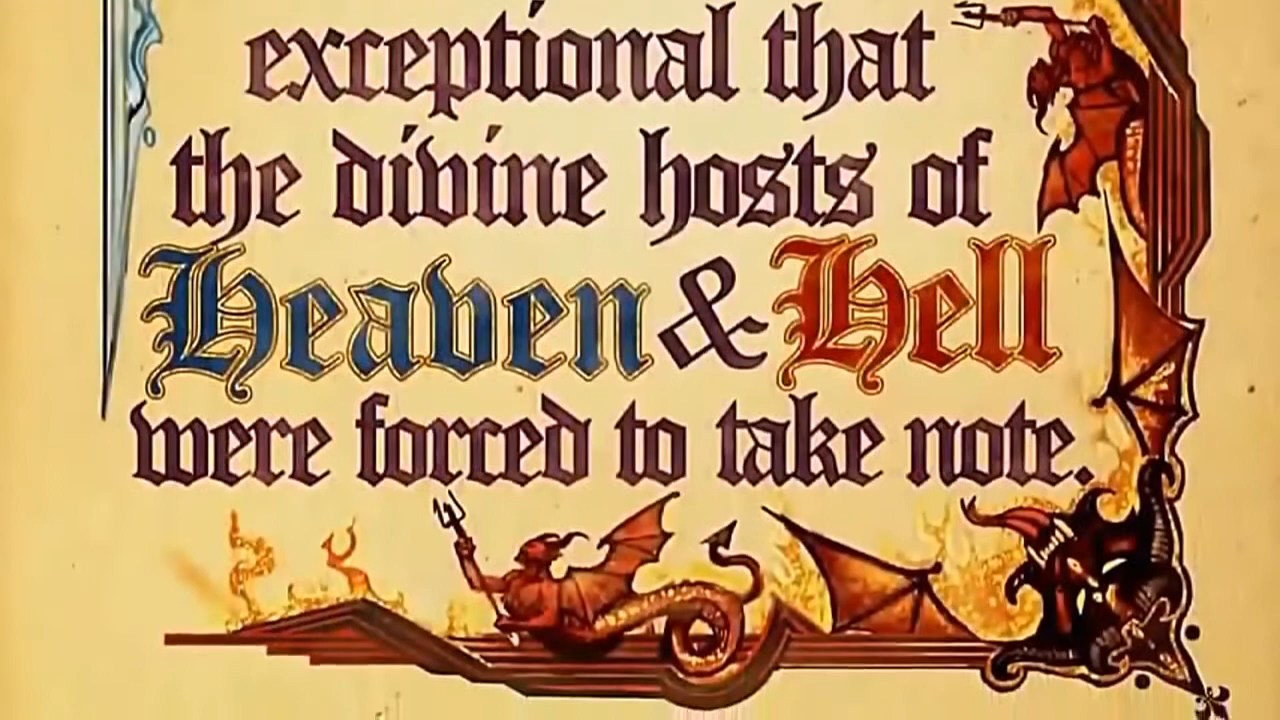 exceptional that
the divine hosts of
Heaven & Hell
were forced to take note.